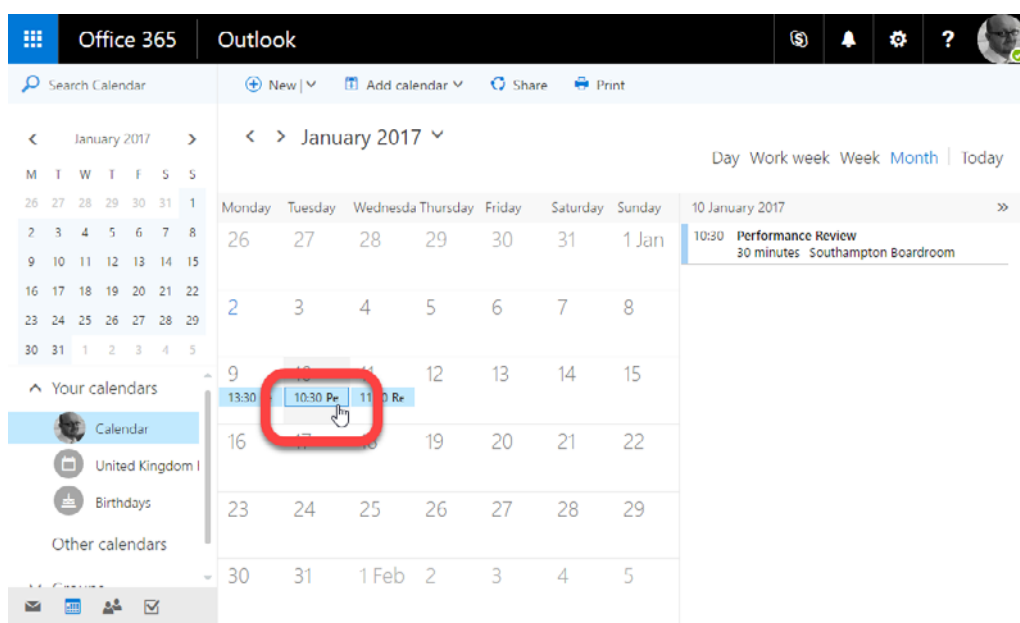 Office 365 Outlook ?
Search Calendar New Add calendar Share Print
January 2017
M T W T F S S
26 27 28 29 30 31 1
2 3 4 5 6 7 8
9 10 11 12 13 14 15
16 17 18 19 20 21 22
23 24 25 26 27 28 29
30 31 1 2 3 4 5
Your calendars
Calendar
United Kingdom
Birthdays
Other calendars
January 2017
Day Work week Week Month Today
Monday Tuesday Wednesda Thursday Friday Saturday Sunday
26 27 28 29 30 31 1 Jan
2 3 4 5 6 7 8
9 10 11 12 13 14 15
13:30 10:30 Pe Re
16 17 18 19 20 21 22
23 24 25 26 27 28 29
30 31 1 Feb 2 3 4 5
10 January 2017
10:30 Performance Review
30 minutes Southampton Boardroom